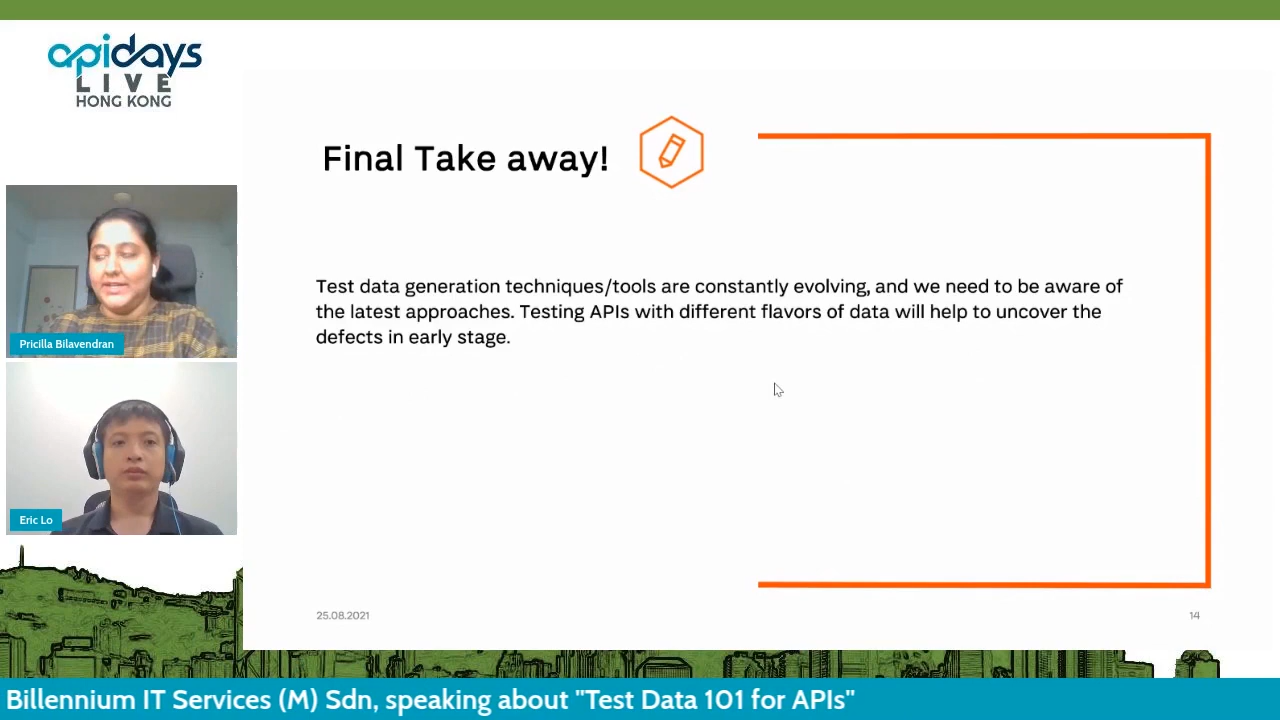 apidays
LIVE
HONG KONG
Final Take away!
Test data generation techniques/tools are constantly evolving, and we need to be aware of
the latest approaches. Testing APIs with different flavors of data will help to uncover the
defects in early stage.
Pricilla Bilavendran
Eric Lo
25.08.2021
14
Billennium IT Services (M) Sdn, speaking about "Test Data 101 for APIs"